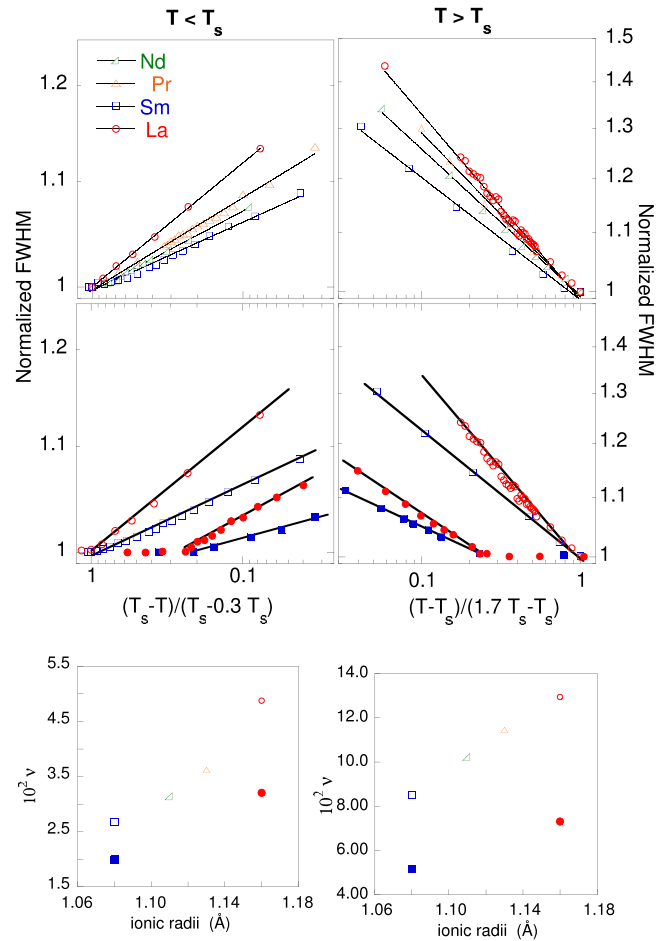 T < Tₛ
T > Tₛ
Nd
Pr
Sm
La
1.2
1.1
1
Normalized FWHM
1.5
1.4
1.3
1.2
1.1
1
Normalized FWHM
1.2
1.1
1
1
0.1
(Tₛ-T)/(Tₛ-0.3 Tₛ)
1.4
1.3
1.2
1.1
1
0.1
1
(T-Tₛ)/(1.7 Tₛ-Tₛ)
5.5
4.5
3.5
2.5
1.5
10² ν
1.06
1.10
1.14
1.18
ionic radii (Å)
14.0
12.0
10.0
8.00
6.00
4.00
10² ν
1.06
1.10
1.14
1.18
ionic radii (Å)